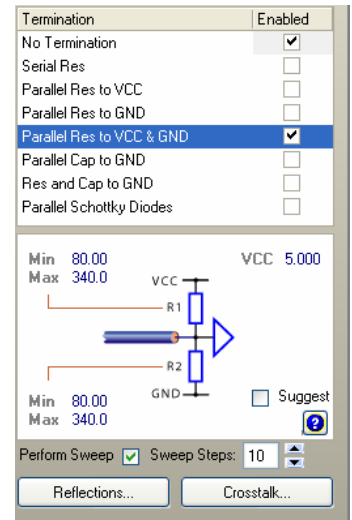 Termination Enabled
No Termination
Serial Res
Parallel Res to VCC
Parallel Res to GND
Parallel Res to VCC & GND
Parallel Cap to GND
Res and Cap to GND
Parallel Schottky Diodes
Min 80.00 VCC 5.000
Max 340.0 VCC
R1
R2
Min 80.00 GND Suggest
Max 340.0 ?
Perform Sweep Sweep Steps: 10
Reflections... Crosstalk...